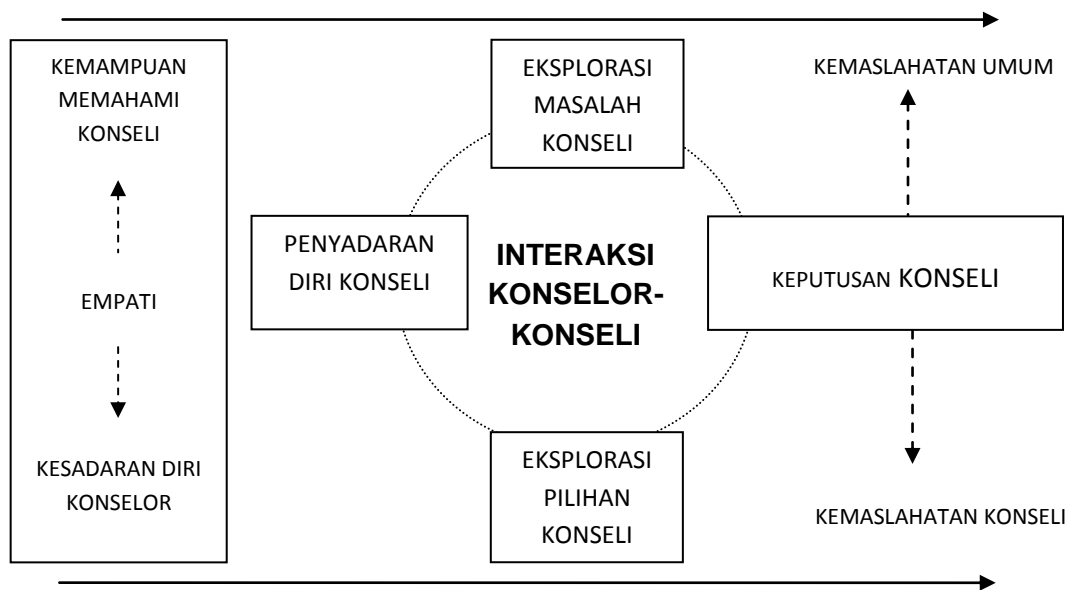 KEMAMPUAN
MEMAHAMI
KONSELI
EMPATI
KESADARAN DIRI
KONSELOR
PENYADARAN
DIRI KONSELI
EKSPLORASI
MASALAH
KONSELI
INTERAKSI
KONSELOR-
KONSELI
EKSPLORASI
PILIHAN
KONSELI
KEMASLAHATAN UMUM
KEPUTUSAN KONSELI
KEMASLAHATAN KONSELI